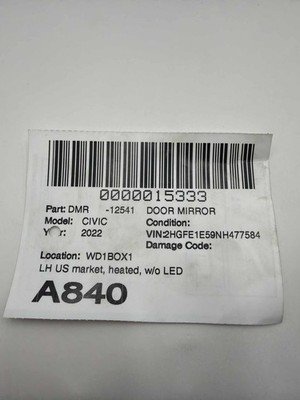 0000015333
Part: DMR -12541 DOOR MIRROR
Model: CIVIC Condition:
Year: 2022 VIN:2HGFE1E59NH477584
Damage Code:
Location: WD1BOX1
LH US market, heated, w/o LED
A840